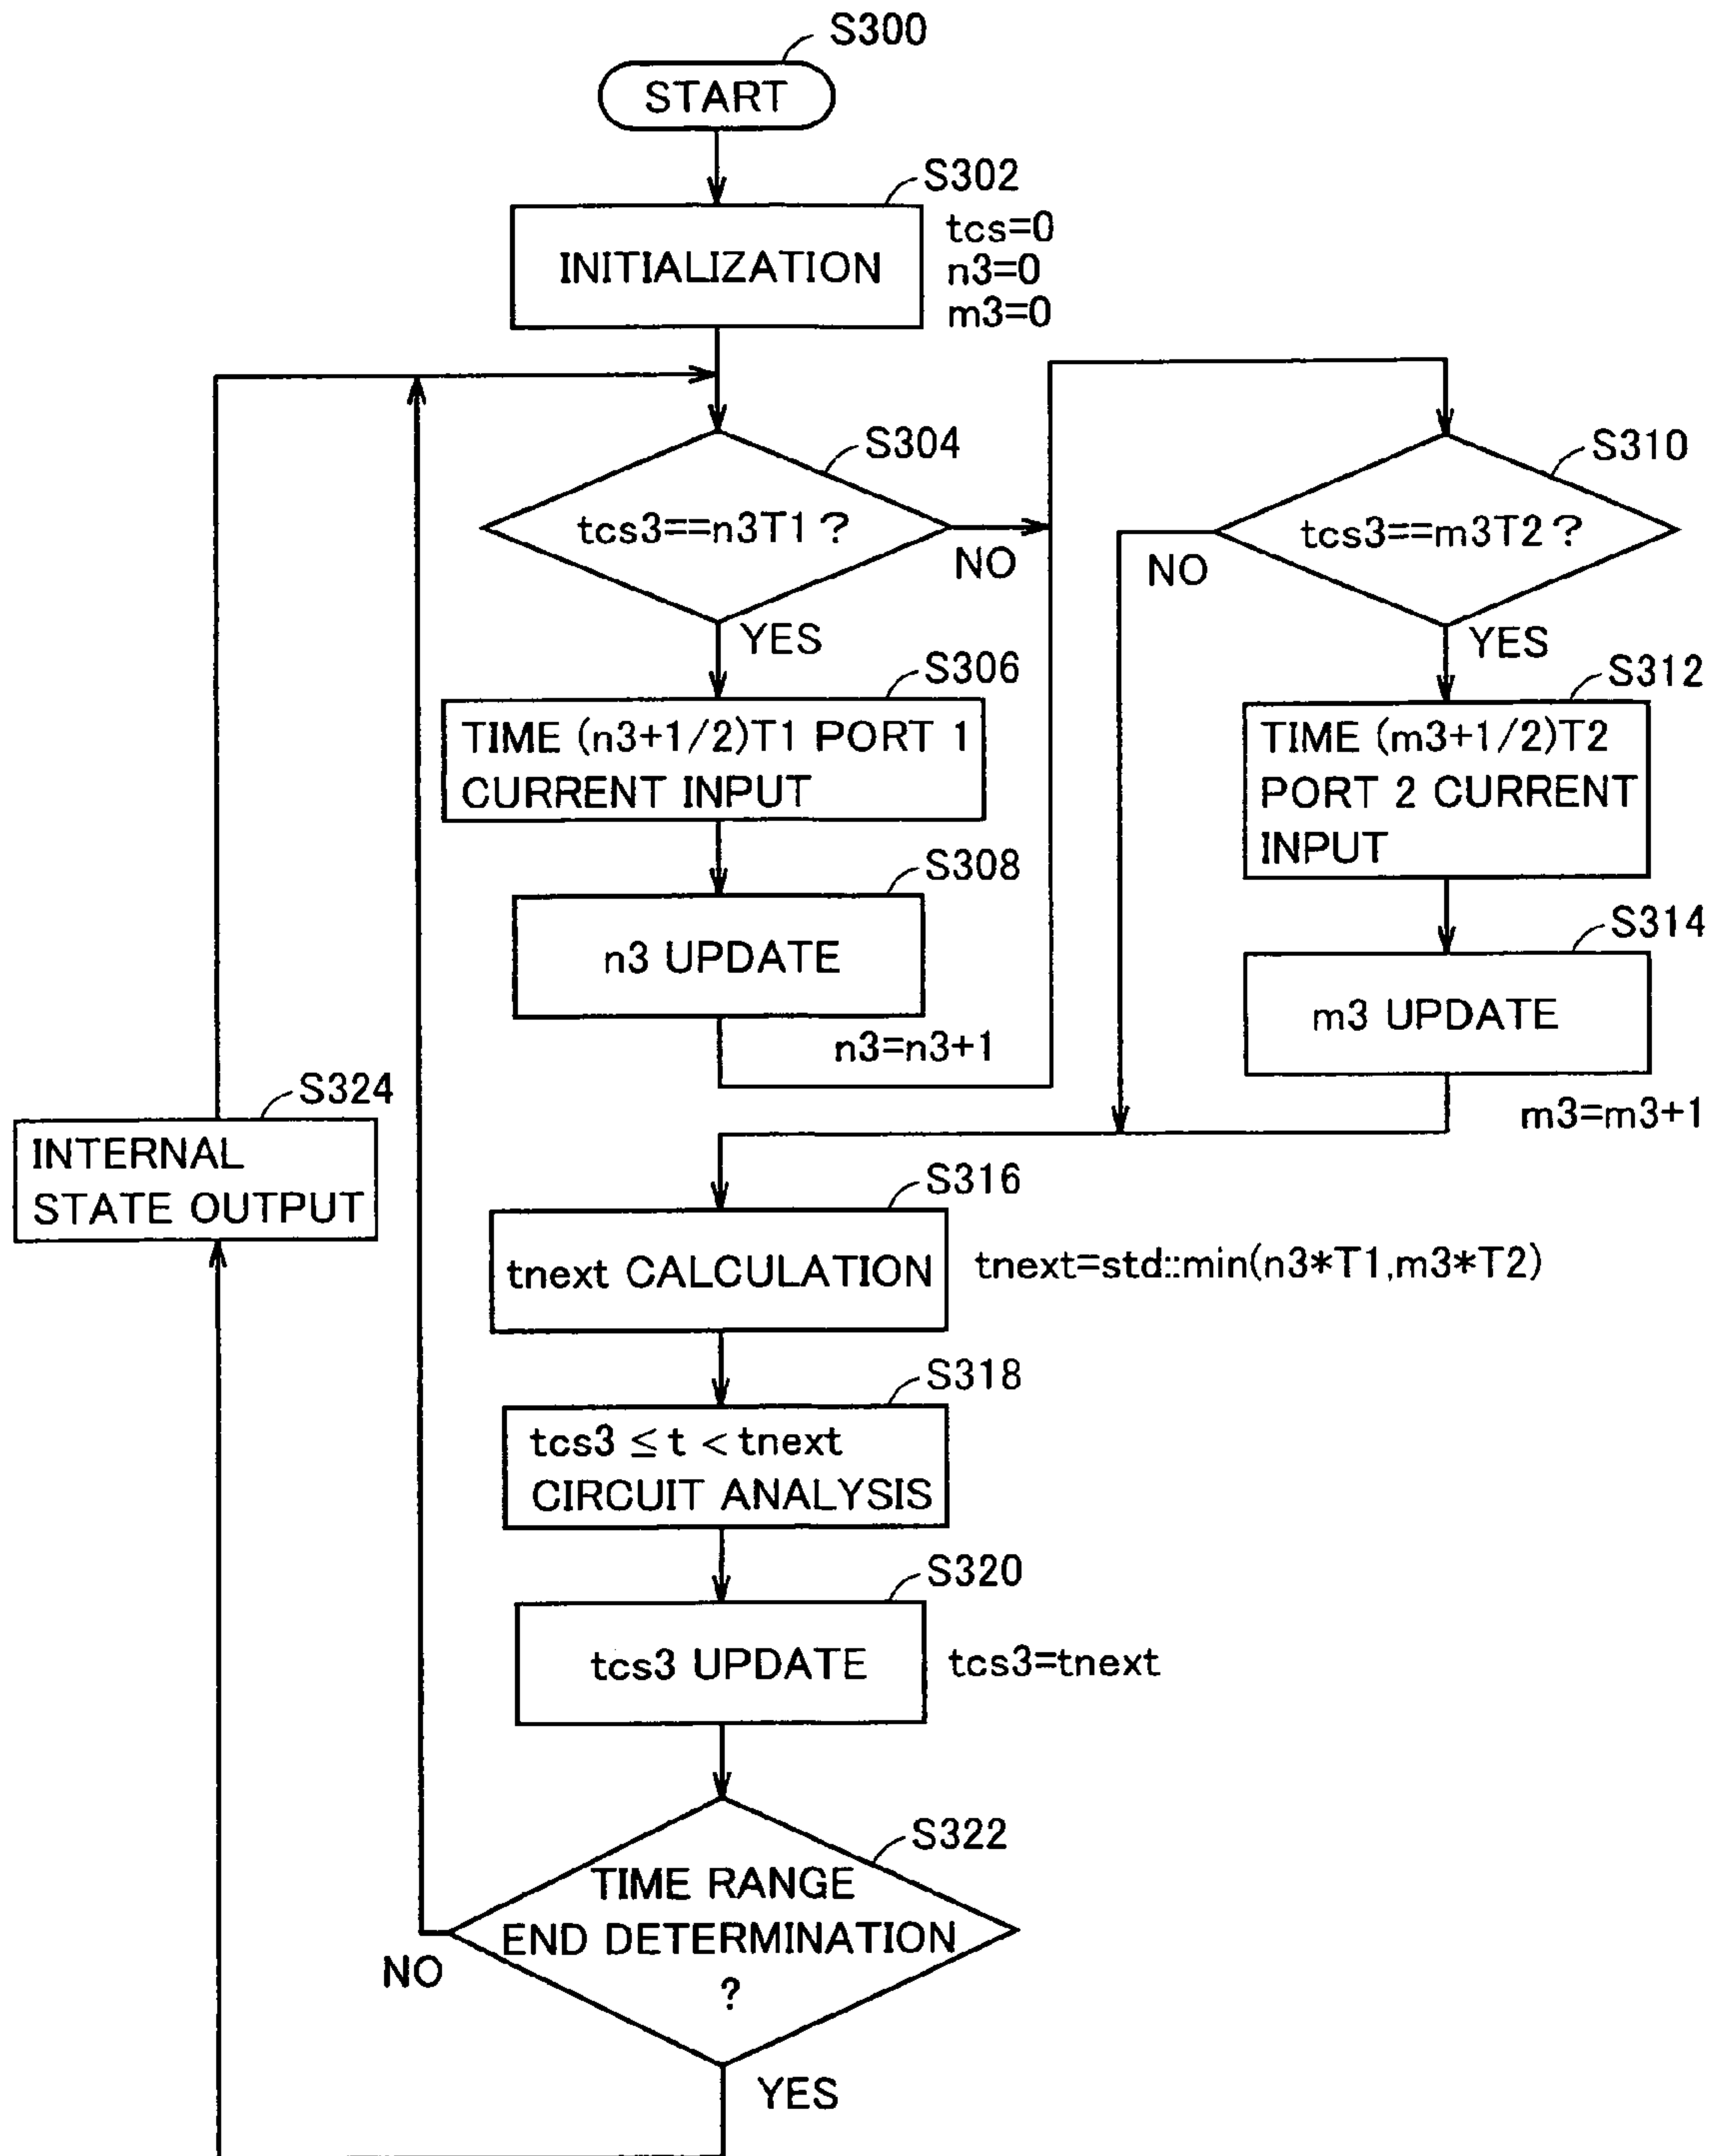 S300
START
S302
INITIALIZATION
tcs=0
n3=0
m3=0
S304
tcs3==n3T1?
NO
YES
S306
TIME (n3+1/2)T1 PORT 1
CURRENT INPUT
S308
n3 UPDATE
n3=n3+1
S310
tcs3==m3T2?
NO
YES
S312
TIME (m3+1/2)T2
PORT 2 CURRENT
INPUT
S314
m3 UPDATE
m3=m3+1
S316
tnext CALCULATION
tnext=std::min(n3*T1,m3*T2)
S318
tcs3 ≤ t < tnext
CIRCUIT ANALYSIS
S320
tcs3 UPDATE
tcs3=tnext
S322
TIME RANGE
END DETERMINATION
?
NO
YES
S324
INTERNAL
STATE OUTPUT